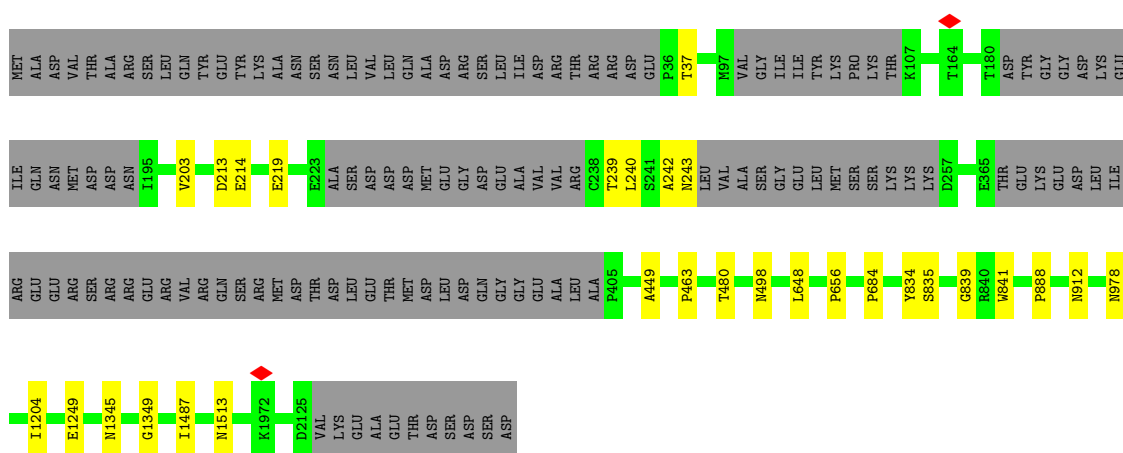 MET ALA ASP VAL THR ALA ARG SER LEU GLN TYR GLU TYR LYS ALA ASN SER ASN LEU VAL LEU GLN ALA ASP ARG SER LEU ILE ASP ARG THR ARG ARG ASP GLU P36 T37 M97 VAL GLY ILE ILE TYR LYS PRO LYS THR K107 T164 T180 ASP TYR GLY GLY ASP LYS GLU
ILE GLN ASN MET ASP ASP ASN I195 V203 D213 E214 E219 E223 ALA SER ASP ASP ASP MET GLU GLY ASP GLU ALA VAL VAL ARG C238 T239 L240 S241 A242 N243 LEU VAL ALA SER GLY GLU LEU MET SER SER LYS LYS LYS D257 E365 THR GLU LYS GLU ASP LEU ILE
ARG GLU GLU ARG SER ARG ARG GLU ARG VAL ARG GLN SER ARG MET ASP THR ASP LEU GLU THR MET ASP LEU ASP GLN GLY GLY GLU ALA LEU ALA P405 A449 P463 T480 N498 L648 P656 P684 Y834 S835 G839 R840 W841 P888 N912 N978
I1204 E1249 N1345 G1349 I1487 N1513 K1972 D2125 VAL LYS GLU ALA GLU THR ASP SER ASP SER ASP